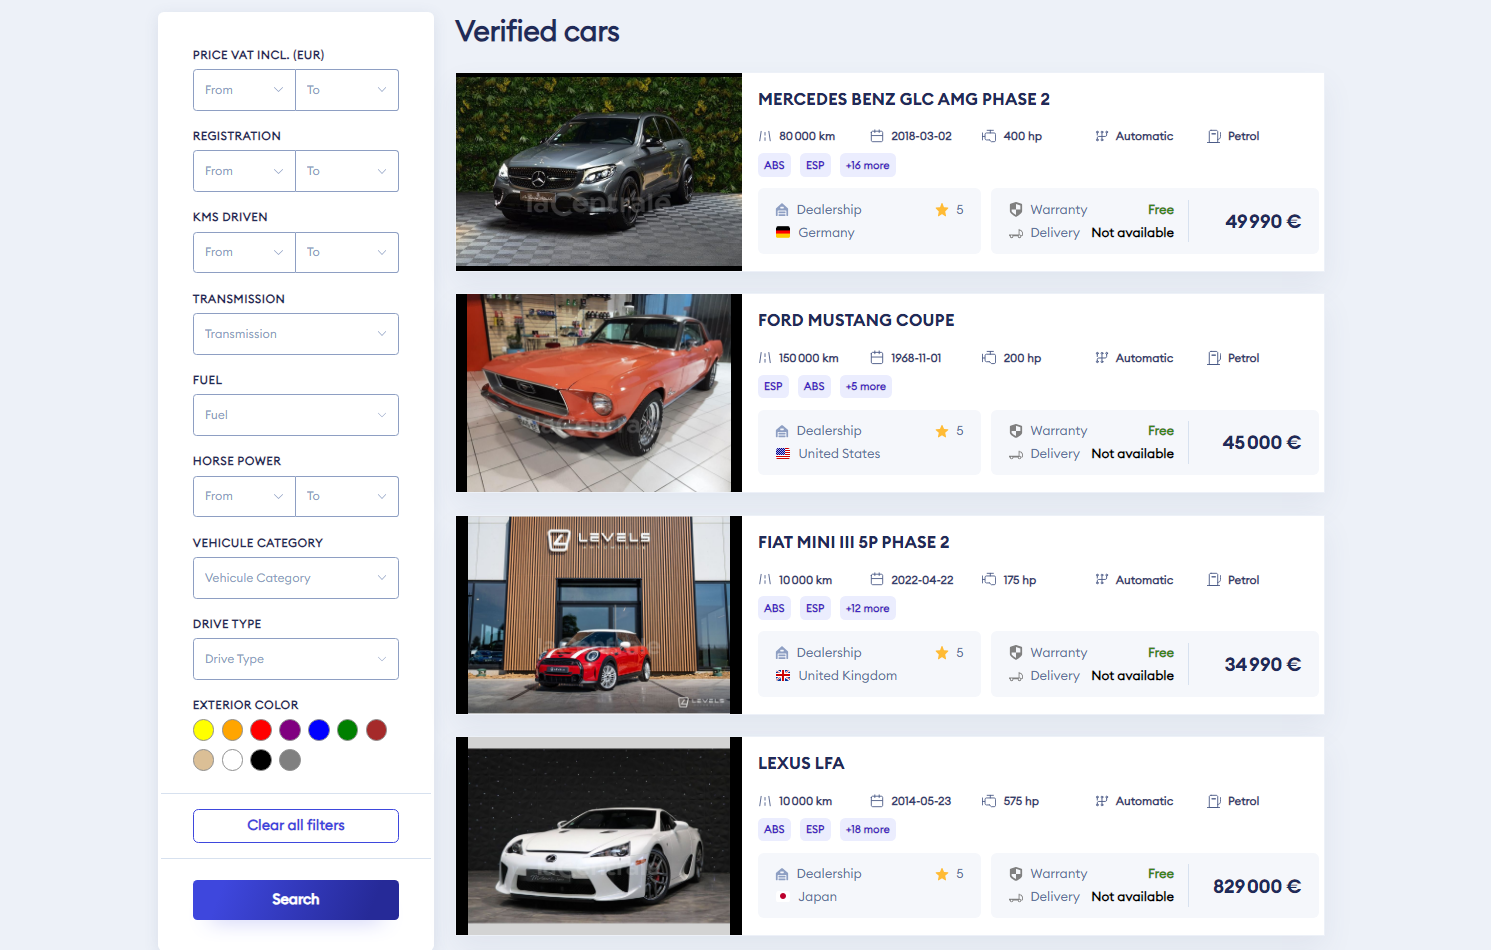 PRICE VAT INCL. (EUR)
From To
REGISTRATION
From To
KMS DRIVEN
From To
TRANSMISSION
Transmission
FUEL
Fuel
HORSE POWER
From To
VEHICULE CATEGORY
Vehicule Category
DRIVE TYPE
Drive Type
EXTERIOR COLOR
Clear all filters
Search
Verified cars
laCentrale
MERCEDES BENZ GLC AMG PHASE 2
80 000 km 2018-03-02 400 hp Automatic Petrol
ABS ESP +16 more
Dealership 5 Warranty Free
Germany Delivery Not available
49 990 €
laCentrale
FORD MUSTANG COUPE
150 000 km 1968-11-01 200 hp Automatic Petrol
ESP ABS +5 more
Dealership 5 Warranty Free
United States Delivery Not available
45 000 €
LEVELS
laCentrale
LEVELS
FIAT MINI III 5P PHASE 2
10 000 km 2022-04-22 175 hp Automatic Petrol
ABS ESP +12 more
Dealership 5 Warranty Free
United Kingdom Delivery Not available
34 990 €
laCentrale
LEXUS LFA
10 000 km 2014-05-23 575 hp Automatic Petrol
ABS ESP +18 more
Dealership 5 Warranty Free
Japan Delivery Not available
829 000 €